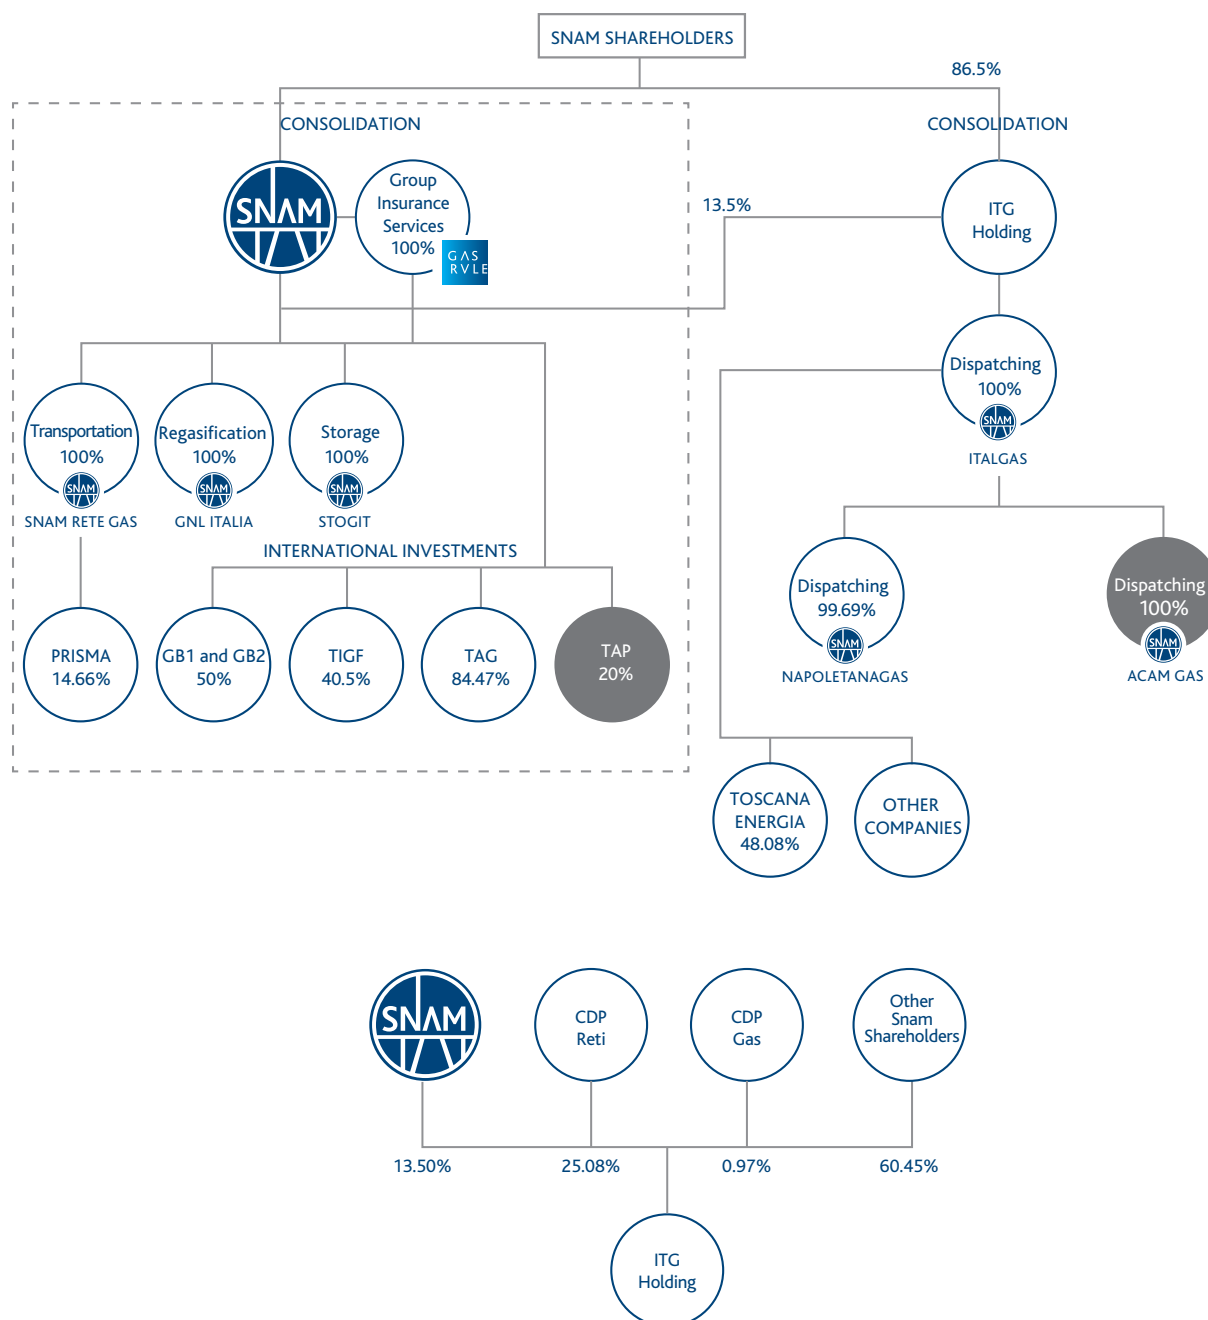 SNAM SHAREHOLDERS
86.5%
CONSOLIDATION
CONSOLIDATION
SNAM
Group
Insurance
Services
100%
GAS
RVLE
13.5%
ITG
Holding
Dispatching
100%
SNAM
ITALGAS
Transportation
100%
SNAM
SNAM RETE GAS
Regasification
100%
SNAM
GNL ITALIA
Storage
100%
SNAM
STOGIT
INTERNATIONAL INVESTMENTS
PRISMA
14.66%
GB1 and GB2
50%
TIGF
40.5%
TAG
84.47%
TAP
20%
Dispatching
99.69%
SNAM
NAPOLETANAGAS
Dispatching
100%
SNAM
ACAM GAS
TOSCANA
ENERGIA
48.08%
OTHER
COMPANIES
SNAM
CDP
Reti
CDP
Gas
Other
Snam
Shareholders
13.50%
25.08%
0.97%
60.45%
ITG
Holding